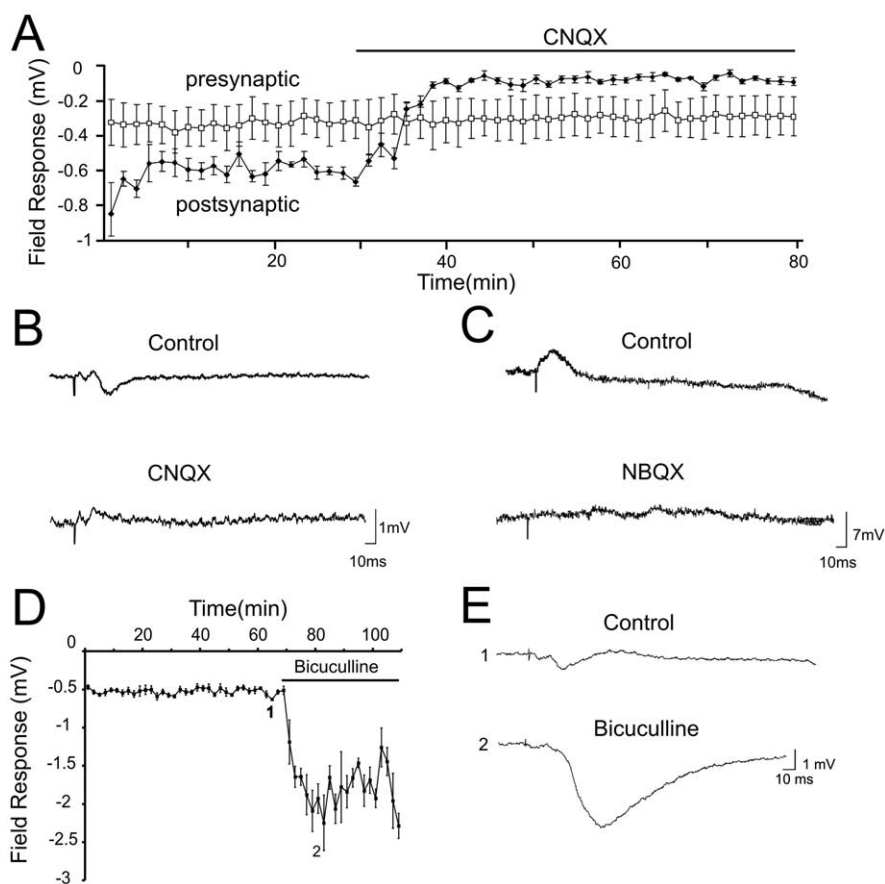 A
CNQX
0
-0.2
-0.4
-0.6
-0.8
-1
Field Response (mV)
presynaptic
postsynaptic
20 40 60 80
Time(min)
B
Control
CNQX
1mV
10ms
C
Control
NBQX
7mV
10ms
D
Time(min)
20 40 60 80 100
0
-0.5
-1
-1.5
-2
-2.5
-3
Field Response (mV)
Bicuculline
1
2
E
Control
1
Bicuculline
2
1 mV
10 ms